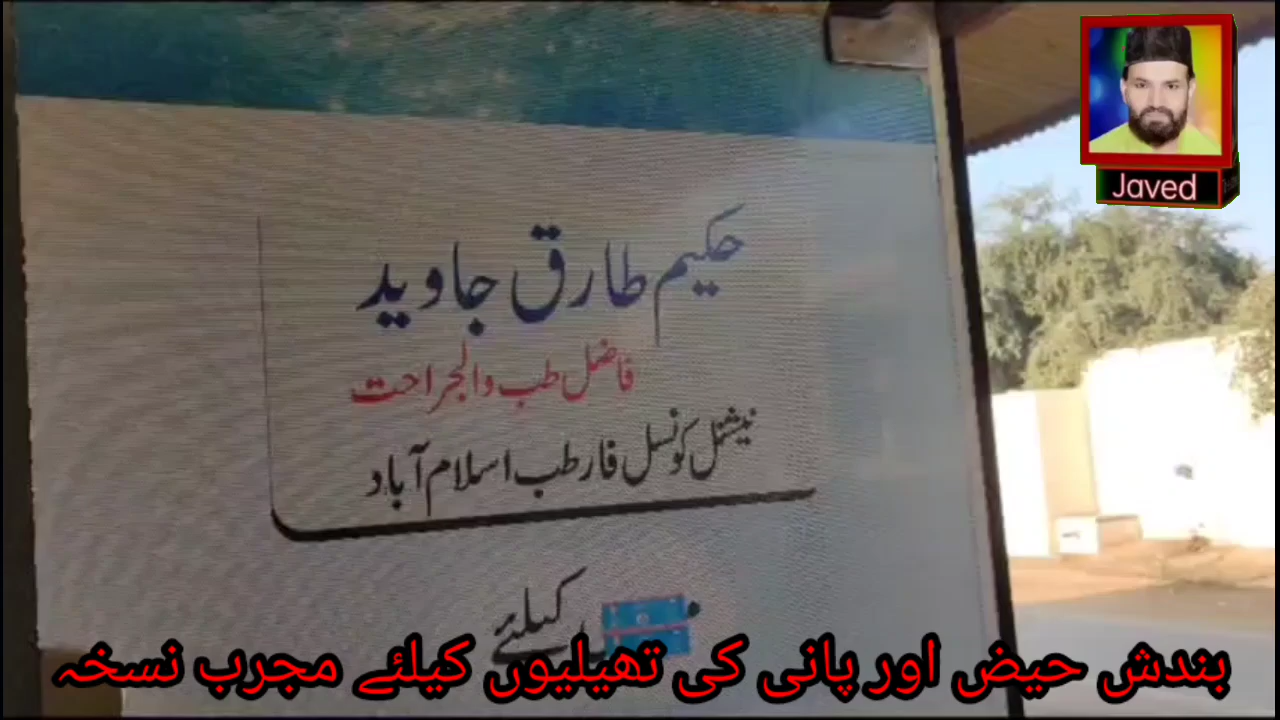 Javed
حکیم طارق جاوید
فاضل طب والجراحت
نیشنل کونسل فار طب اسلام آباد
کیلئے
بندش حیض اور پانی کی تھیلیوں کیلئے مجرب نسخہ